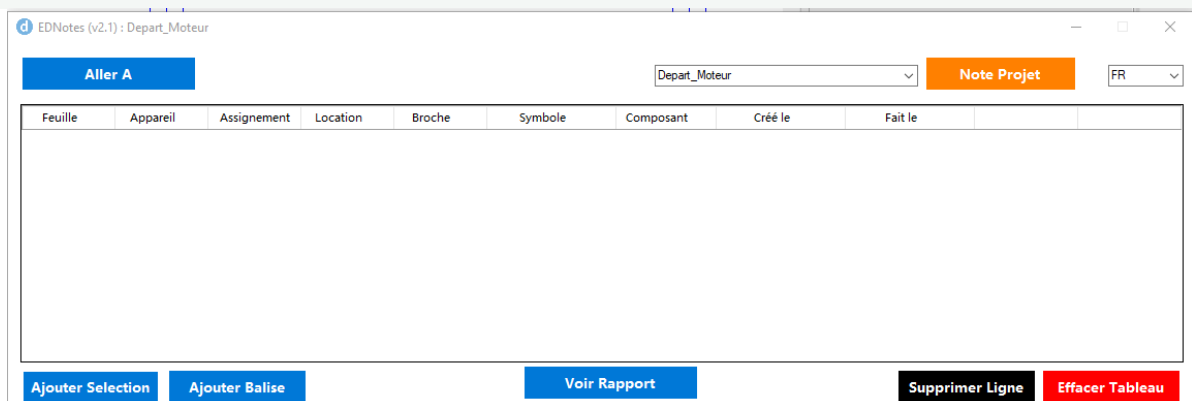 EDNotes (v2.1) : Depart_Moteur
Aller A Depart_Moteur Note Projet FR
Feuille Appareil Assignement Location Broche Symbole Composant Créé le Fait le
Ajouter Selection Ajouter Balise Voir Rapport Supprimer Ligne Effacer Tableau